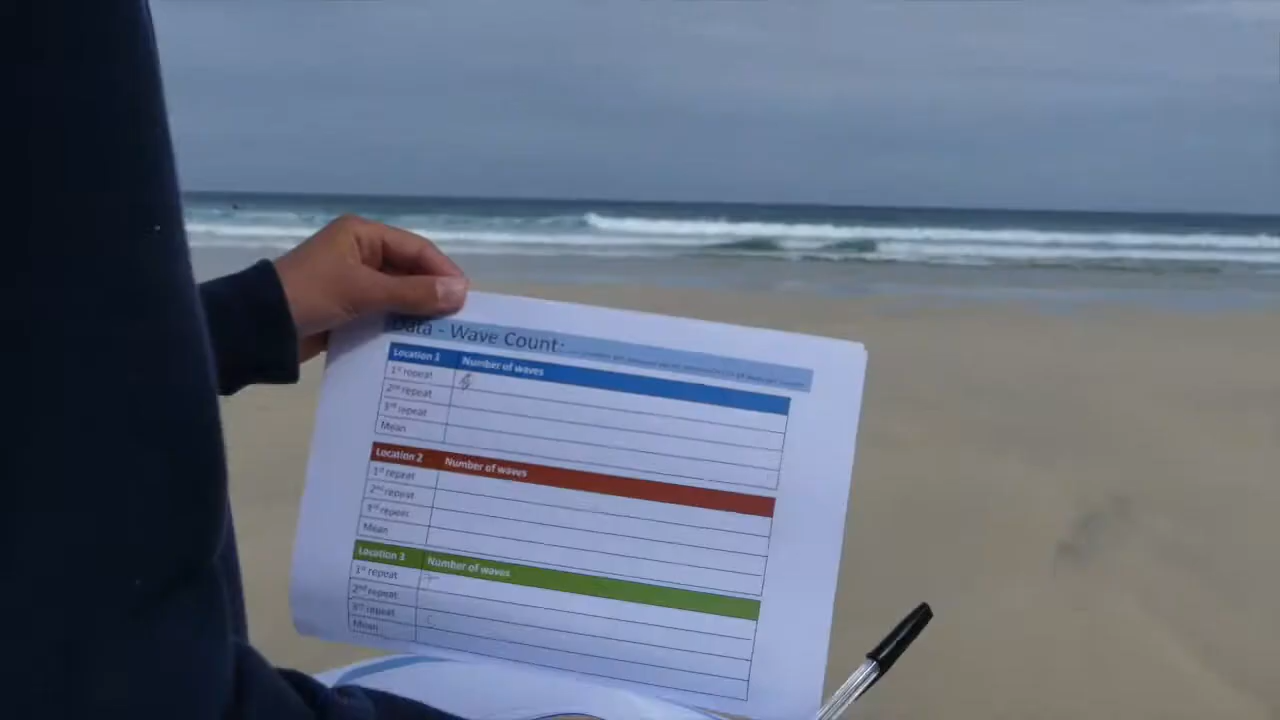 Data - Wave Count:
Location 1 Number of waves
1st repeat
2nd repeat
3rd repeat
Mean
Location 2 Number of waves
1st repeat
2nd repeat
3rd repeat
Mean
Location 3 Number of waves
1st repeat
2nd repeat
3rd repeat
Mean